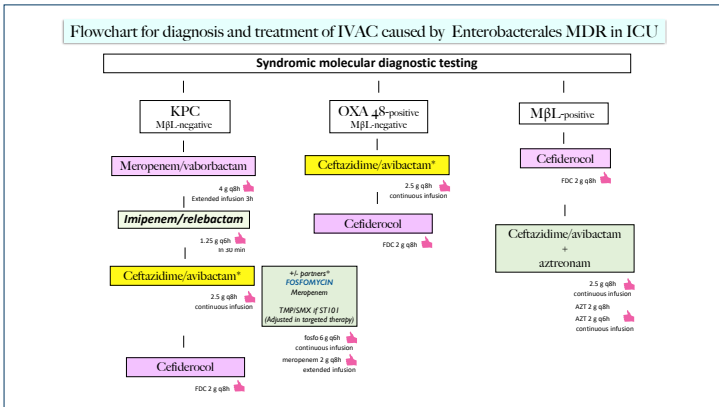 Flowchart for diagnosis and treatment of IVAC caused by Enterobacterales MDR in ICU
Syndromic molecular diagnostic testing
KPC
MβL-negative
Meropenem/vaborbactam
4 g q8h
Extended infusion 3h
Imipenem/relebactam
1.25 g q6h
in 30 min
Ceftazidime/avibactam*
2.5 g q8h
continuous infusion
+/- partners*
FOSFOMYCIN
Meropenem
TMP/SMX if ST101
(Adjusted in targeted therapy)
fosfo 6 g q6h
continuous infusion
meropenem 2 g q8h
extended infusion
Cefiderocol
FDC 2 g q8h
OXA 48-positive
MβL-negative
Ceftazidime/avibactam*
2.5 g q8h
continuous infusion
Cefiderocol
FDC 2 g q8h
MβL-positive
Cefiderocol
FDC 2 g q8h
Ceftazidime/avibactam
+
aztreonam
2.5 g q8h
continuous infusion
AZT 2 g q8h
AZT 2 g q6h
continuous infusion